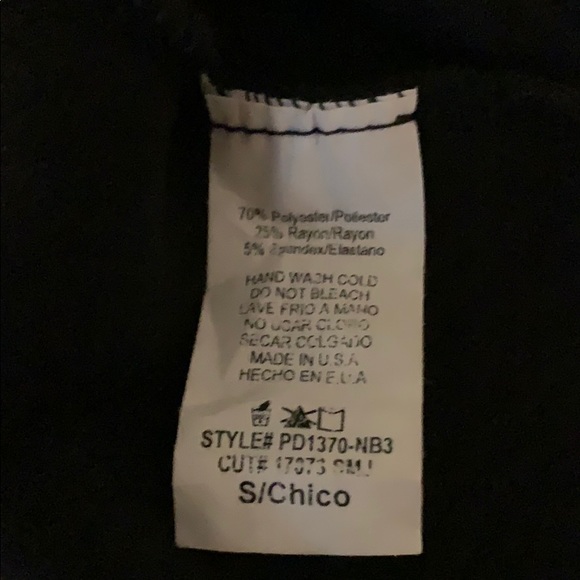 70% Polyester/Poliestor
25% Rayon/Rayon
5% Spandex/Elastano
HAND WASH COLD
DO NOT BLEACH
LAVE FRIO A MANO
NO USAR CLORO
SECAR COLGADO
MADE IN U.S.A
HECHO EN E.U.A
STYLE# PD1370-NB3
CUT#
S/Chico